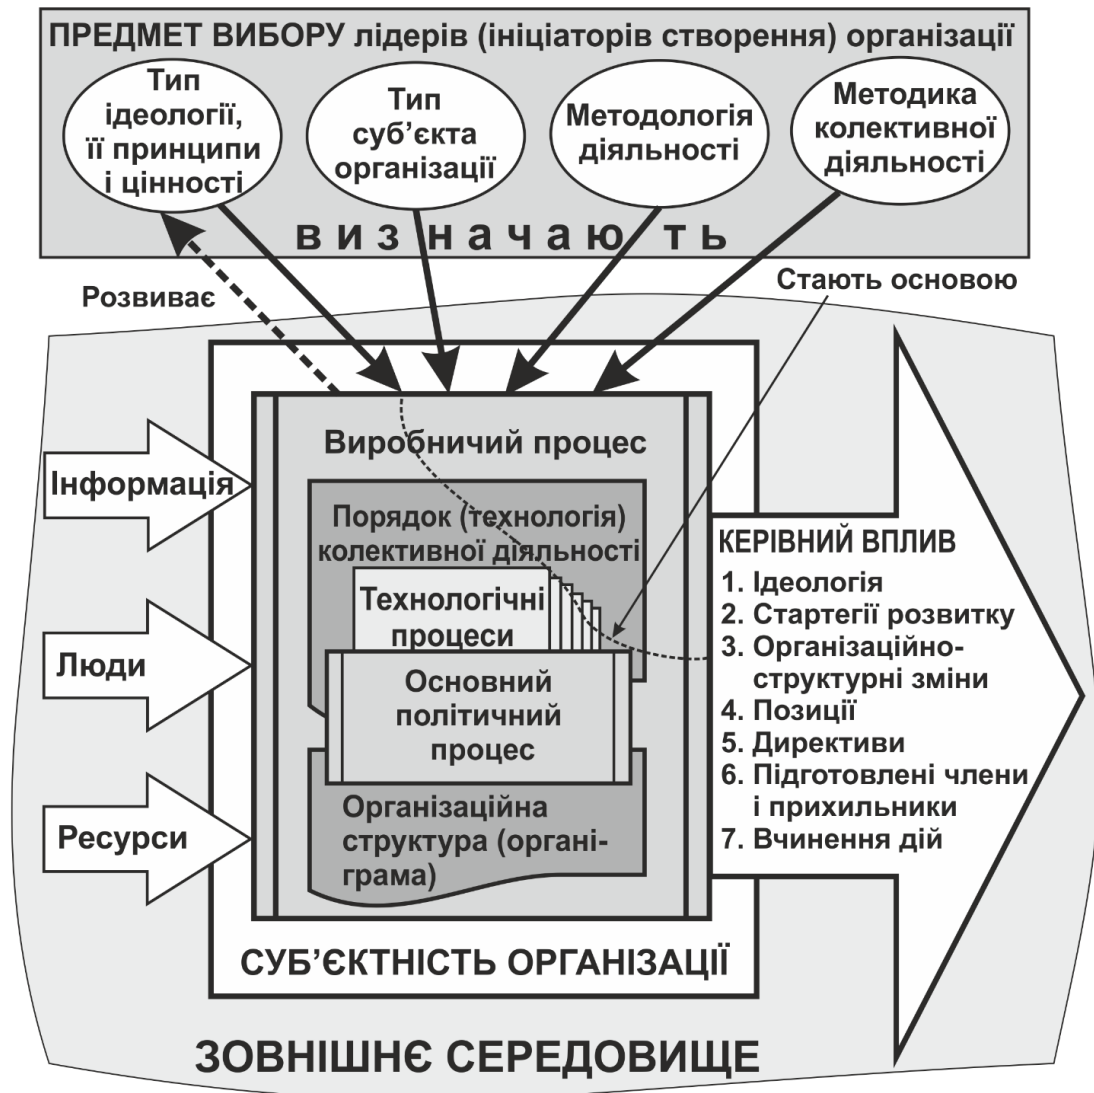 ПРЕДМЕТ ВИБОРУ лідерів (ініціаторів створення) організації
Тип
ідеології,
її принципи
і цінності
Тип
суб’єкта
організації
Методологія
діяльності
Методика
колективної
діяльності
визначають
Розвиває
Стають основою
Виробничий процес
Інформація
Люди
Ресурси
Порядок (технологія)
колективної діяльності
Технологічні
процеси
Основний
політичний
процес
Організаційна
структура (органі-
грама)
КЕРІВНИЙ ВПЛИВ
1. Ідеологія
2. Стартегії розвитку
3. Організаційно-
структурні зміни
4. Позиції
5. Директиви
6. Підготовлені члени
і прихильники
7. Вчинення дій
СУБ’ЄКТНІСТЬ ОРГАНІЗАЦІЇ
ЗОВНІШНЄ СЕРЕДОВИЩЕ